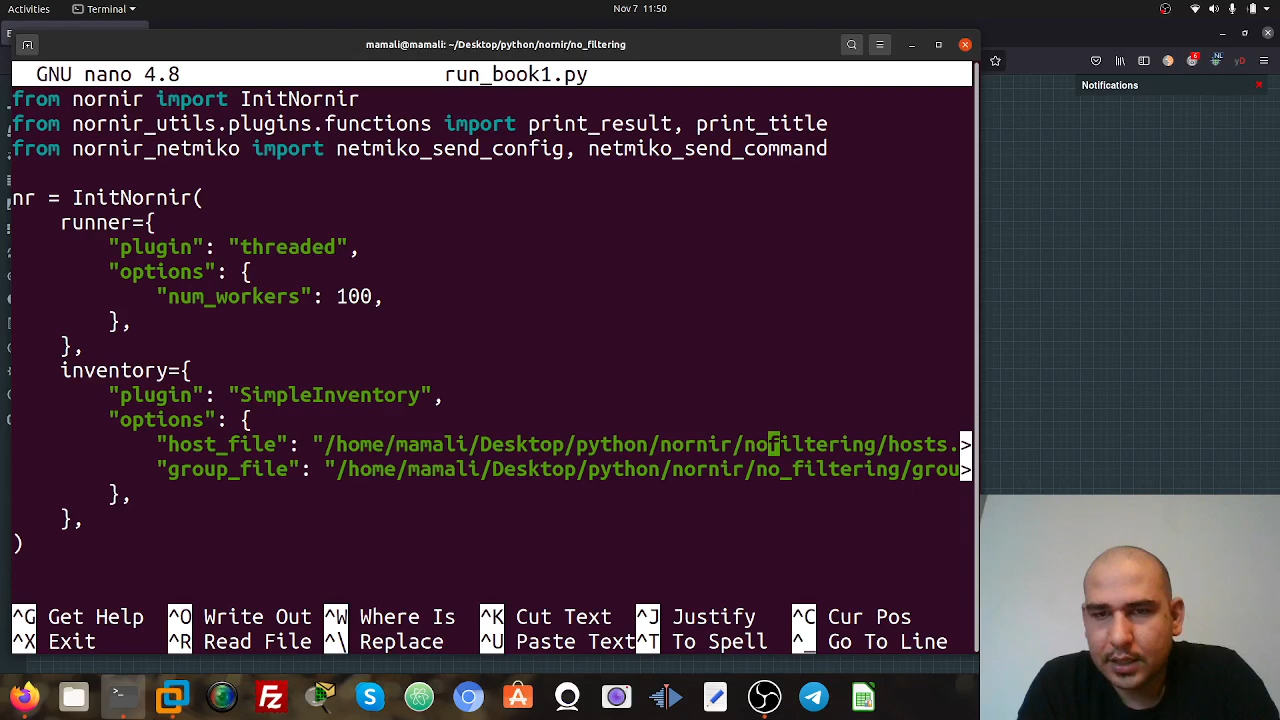 Activities
Terminal
Nov 7 11:50
mamali@mamali: ~/Desktop/python/nornir/no_filtering
Notifications
GNU nano 4.8 run_book1.py
from nornir import InitNornir
from nornir_utils.plugins.functions import print_result, print_title
from nornir_netmiko import netmiko_send_config, netmiko_send_command
nr = InitNornir(
runner={
"plugin": "threaded",
"options": {
"num_workers": 100,
},
},
inventory={
"plugin": "SimpleInventory",
"options": {
"host_file": "/home/mamali/Desktop/python/nornir/nofiltering/hosts.>
"group_file": "/home/mamali/Desktop/python/nornir/no_filtering/grou>
},
},
)
^G Get Help ^O Write Out ^W Where Is ^K Cut Text ^J Justify ^C Cur Pos
^X Exit ^R Read File ^\ Replace ^U Paste Text ^T To Spell ^_ Go To Line